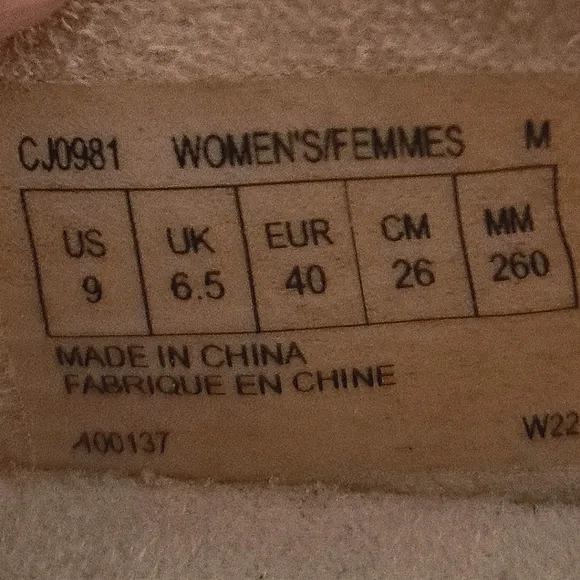 CJ0981 WOMEN'S/FEMMES M
US UK EUR CM MM
9 6.5 40 26 260
MADE IN CHINA
FABRIQUE EN CHINE
A00137 W22